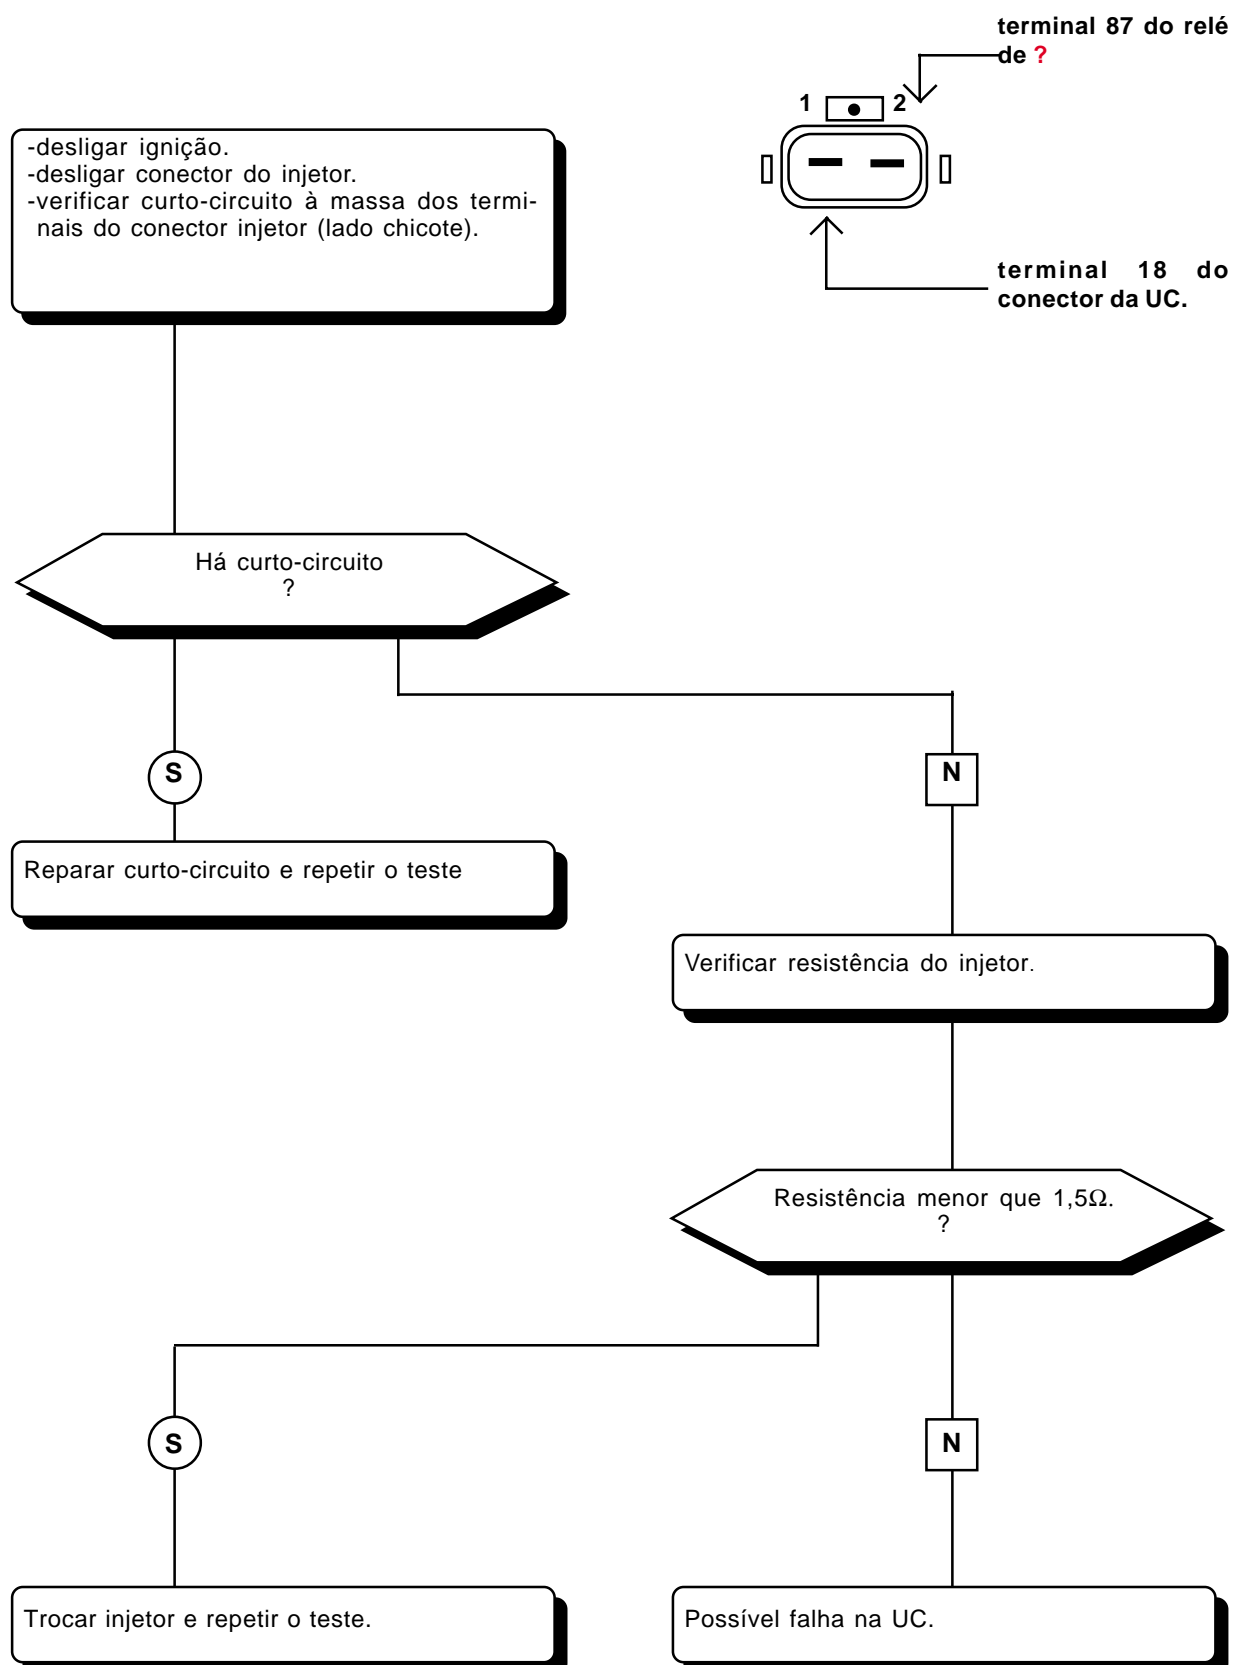 terminal 87 do relé
de ?
1
2
-desligar ignição.
-desligar conector do injetor.
-verificar curto-circuito à massa dos termi-
nais do conector injetor (lado chicote).
terminal 18 do
conector da UC.
Há curto-circuito
?
S
N
Reparar curto-circuito e repetir o teste
Verificar resistência do injetor.
Resistência menor que 1,5Ω.
?
S
N
Trocar injetor e repetir o teste.
Possível falha na UC.